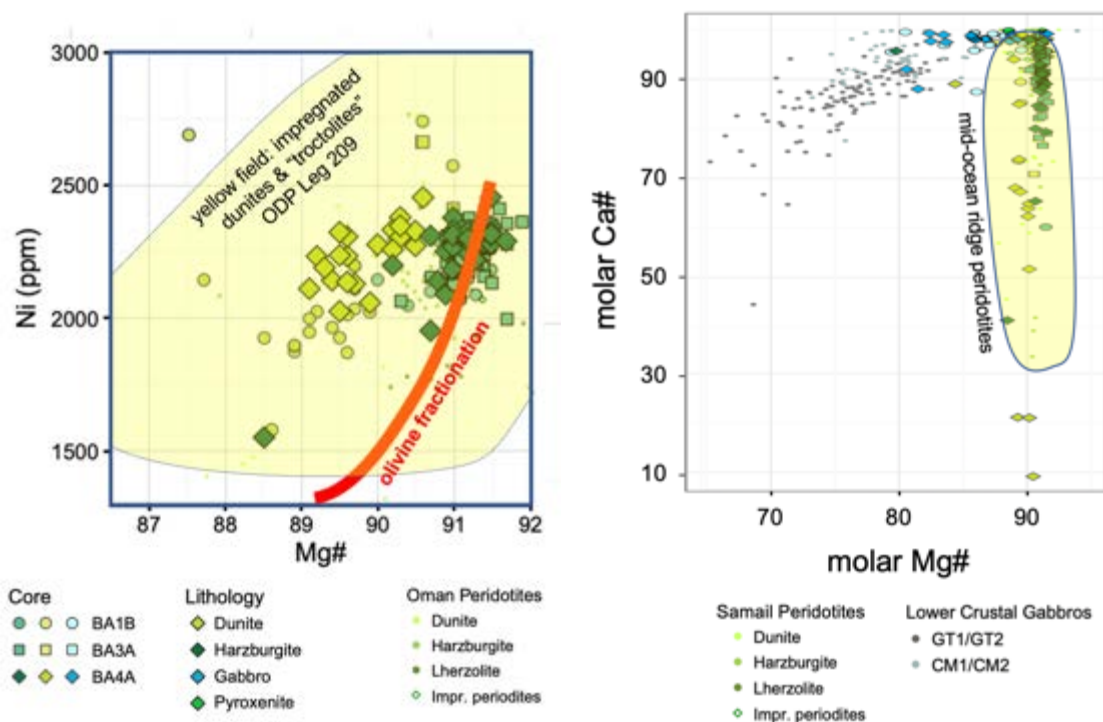 3000
2500
2000
1500
Ni (ppm)
yellow field: impregnated
dunites & "troctolites"
ODP Leg 209
olivine fractionation
87 88 89 90 91 92
Mg#
90
70
50
30
10
molar Ca#
mid-ocean ridge peridotites
70 80 90
molar Mg#
Core
BA1B
BA3A
BA4A
Lithology
Dunite
Harzburgite
Gabbro
Pyroxenite
Oman Peridotites
Dunite
Harzburgite
Lherzolite
Impr. periodites
Samail Peridotites
Dunite
Harzburgite
Lherzolite
Impr. periodites
Lower Crustal Gabbros
GT1/GT2
CM1/CM2